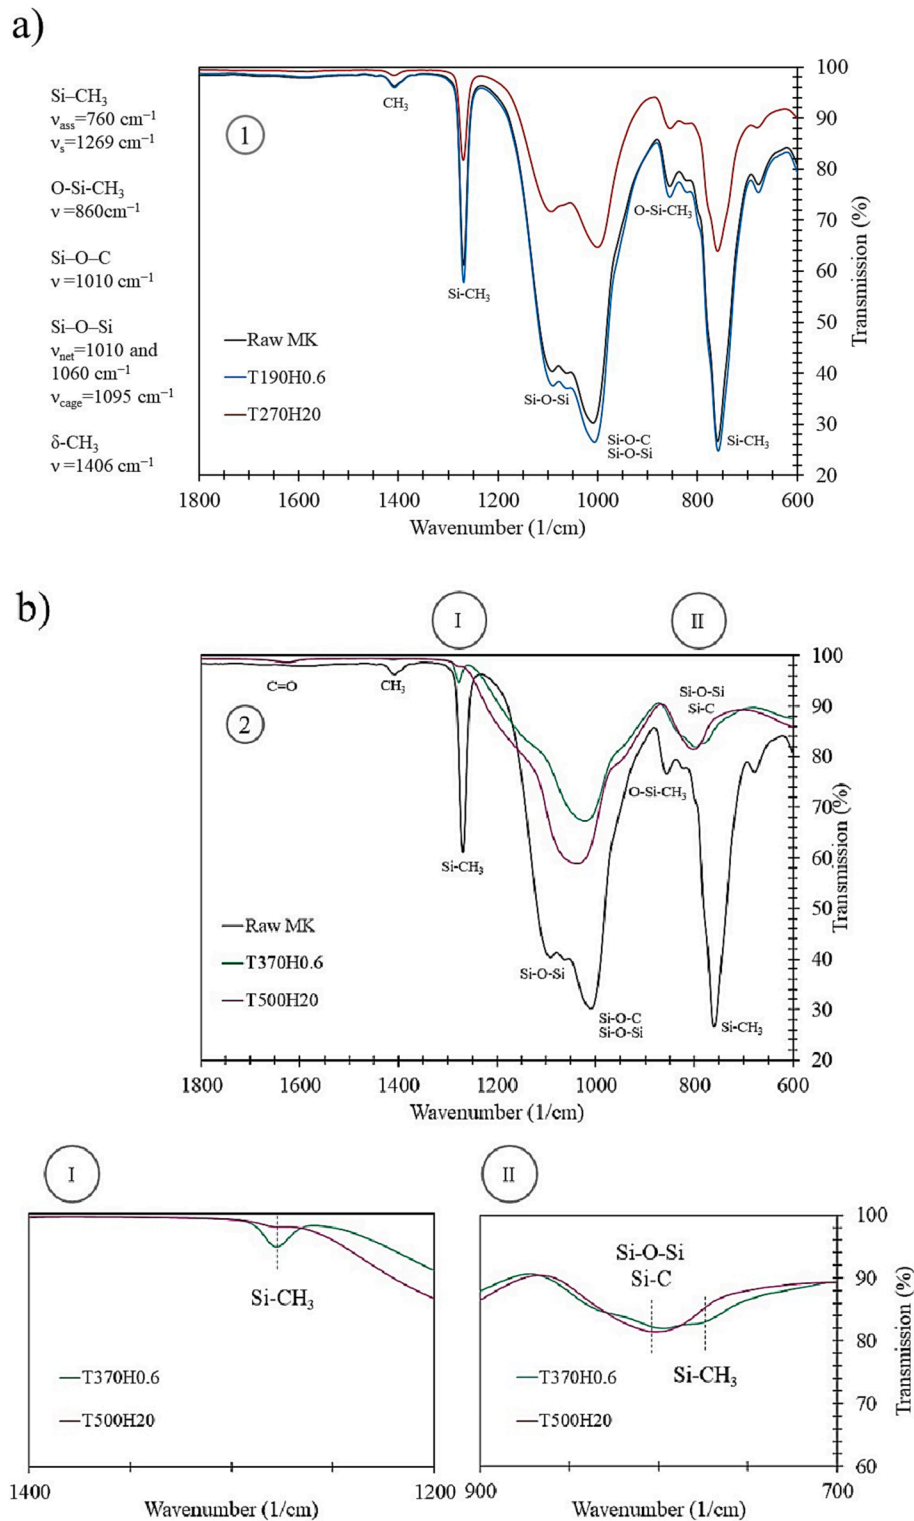 a)
Si–CH3
νass=760 cm–1
νs=1269 cm–1
O-Si-CH3
ν =860cm–1
Si–O–C
ν =1010 cm–1
Si–O–Si
νnet=1010 and
1060 cm–1
νcage=1095 cm–1
δ-CH3
ν =1406 cm–1
1
CH3
Si-CH3
Si-O-Si
Si-O-C
Si-O-Si
O-Si-CH3
Si-CH3
Raw MK
T190H0.6
T270H20
100
90
80
70
60
50
40
30
20
Transmission (%)
1800 1600 1400 1200 1000 800 600
Wavenumber (1/cm)
b)
I II
2
C=O
CH3
Si-CH3
Si-O-Si
Si-O-C
Si-O-Si
O-Si-CH3
Si-O-Si
Si-C
Si-CH3
Raw MK
T370H0.6
T500H20
100
90
80
70
60
50
40
30
20
Transmission (%)
1800 1600 1400 1200 1000 800 600
Wavenumber (1/cm)
I
Si-CH3
T370H0.6
T500H20
1400 1200
Wavenumber (1/cm)
II
Si-O-Si
Si-C
Si-CH3
T370H0.6
T500H20
100
90
80
70
60
Transmission (%)
900 700
Wavenumber (1/cm)